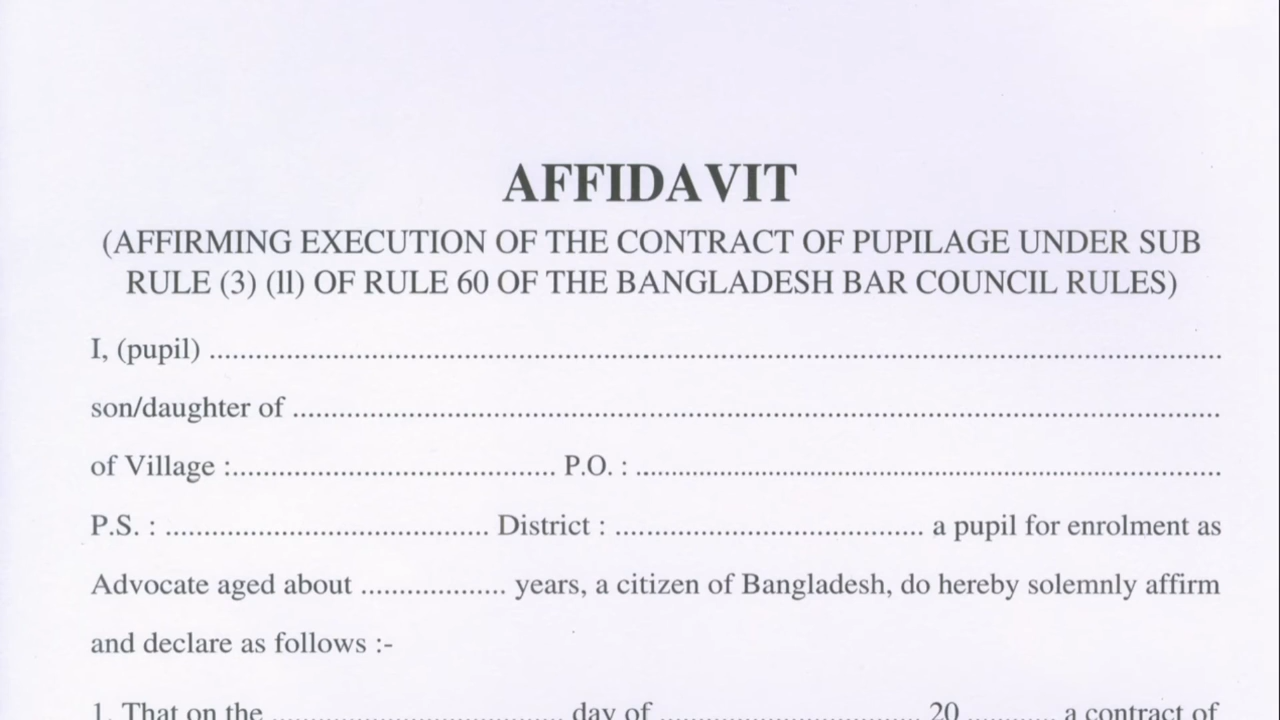 AFFIDAVIT
(AFFIRMING EXECUTION OF THE CONTRACT OF PUPILAGE UNDER SUB
RULE (3) (ll) OF RULE 60 OF THE BANGLADESH BAR COUNCIL RULES)
I, (pupil) ....................................................................................................................................
son/daughter of .........................................................................................................................
of Village :.......................................... P.O. : ............................................................................
P.S. : .......................................... District : ........................................ a pupil for enrolment as
Advocate aged about ................... years, a citizen of Bangladesh, do hereby solemnly affirm
and declare as follows :-
1. That on the ...................................... day of .................................. 20 ........... a contract of